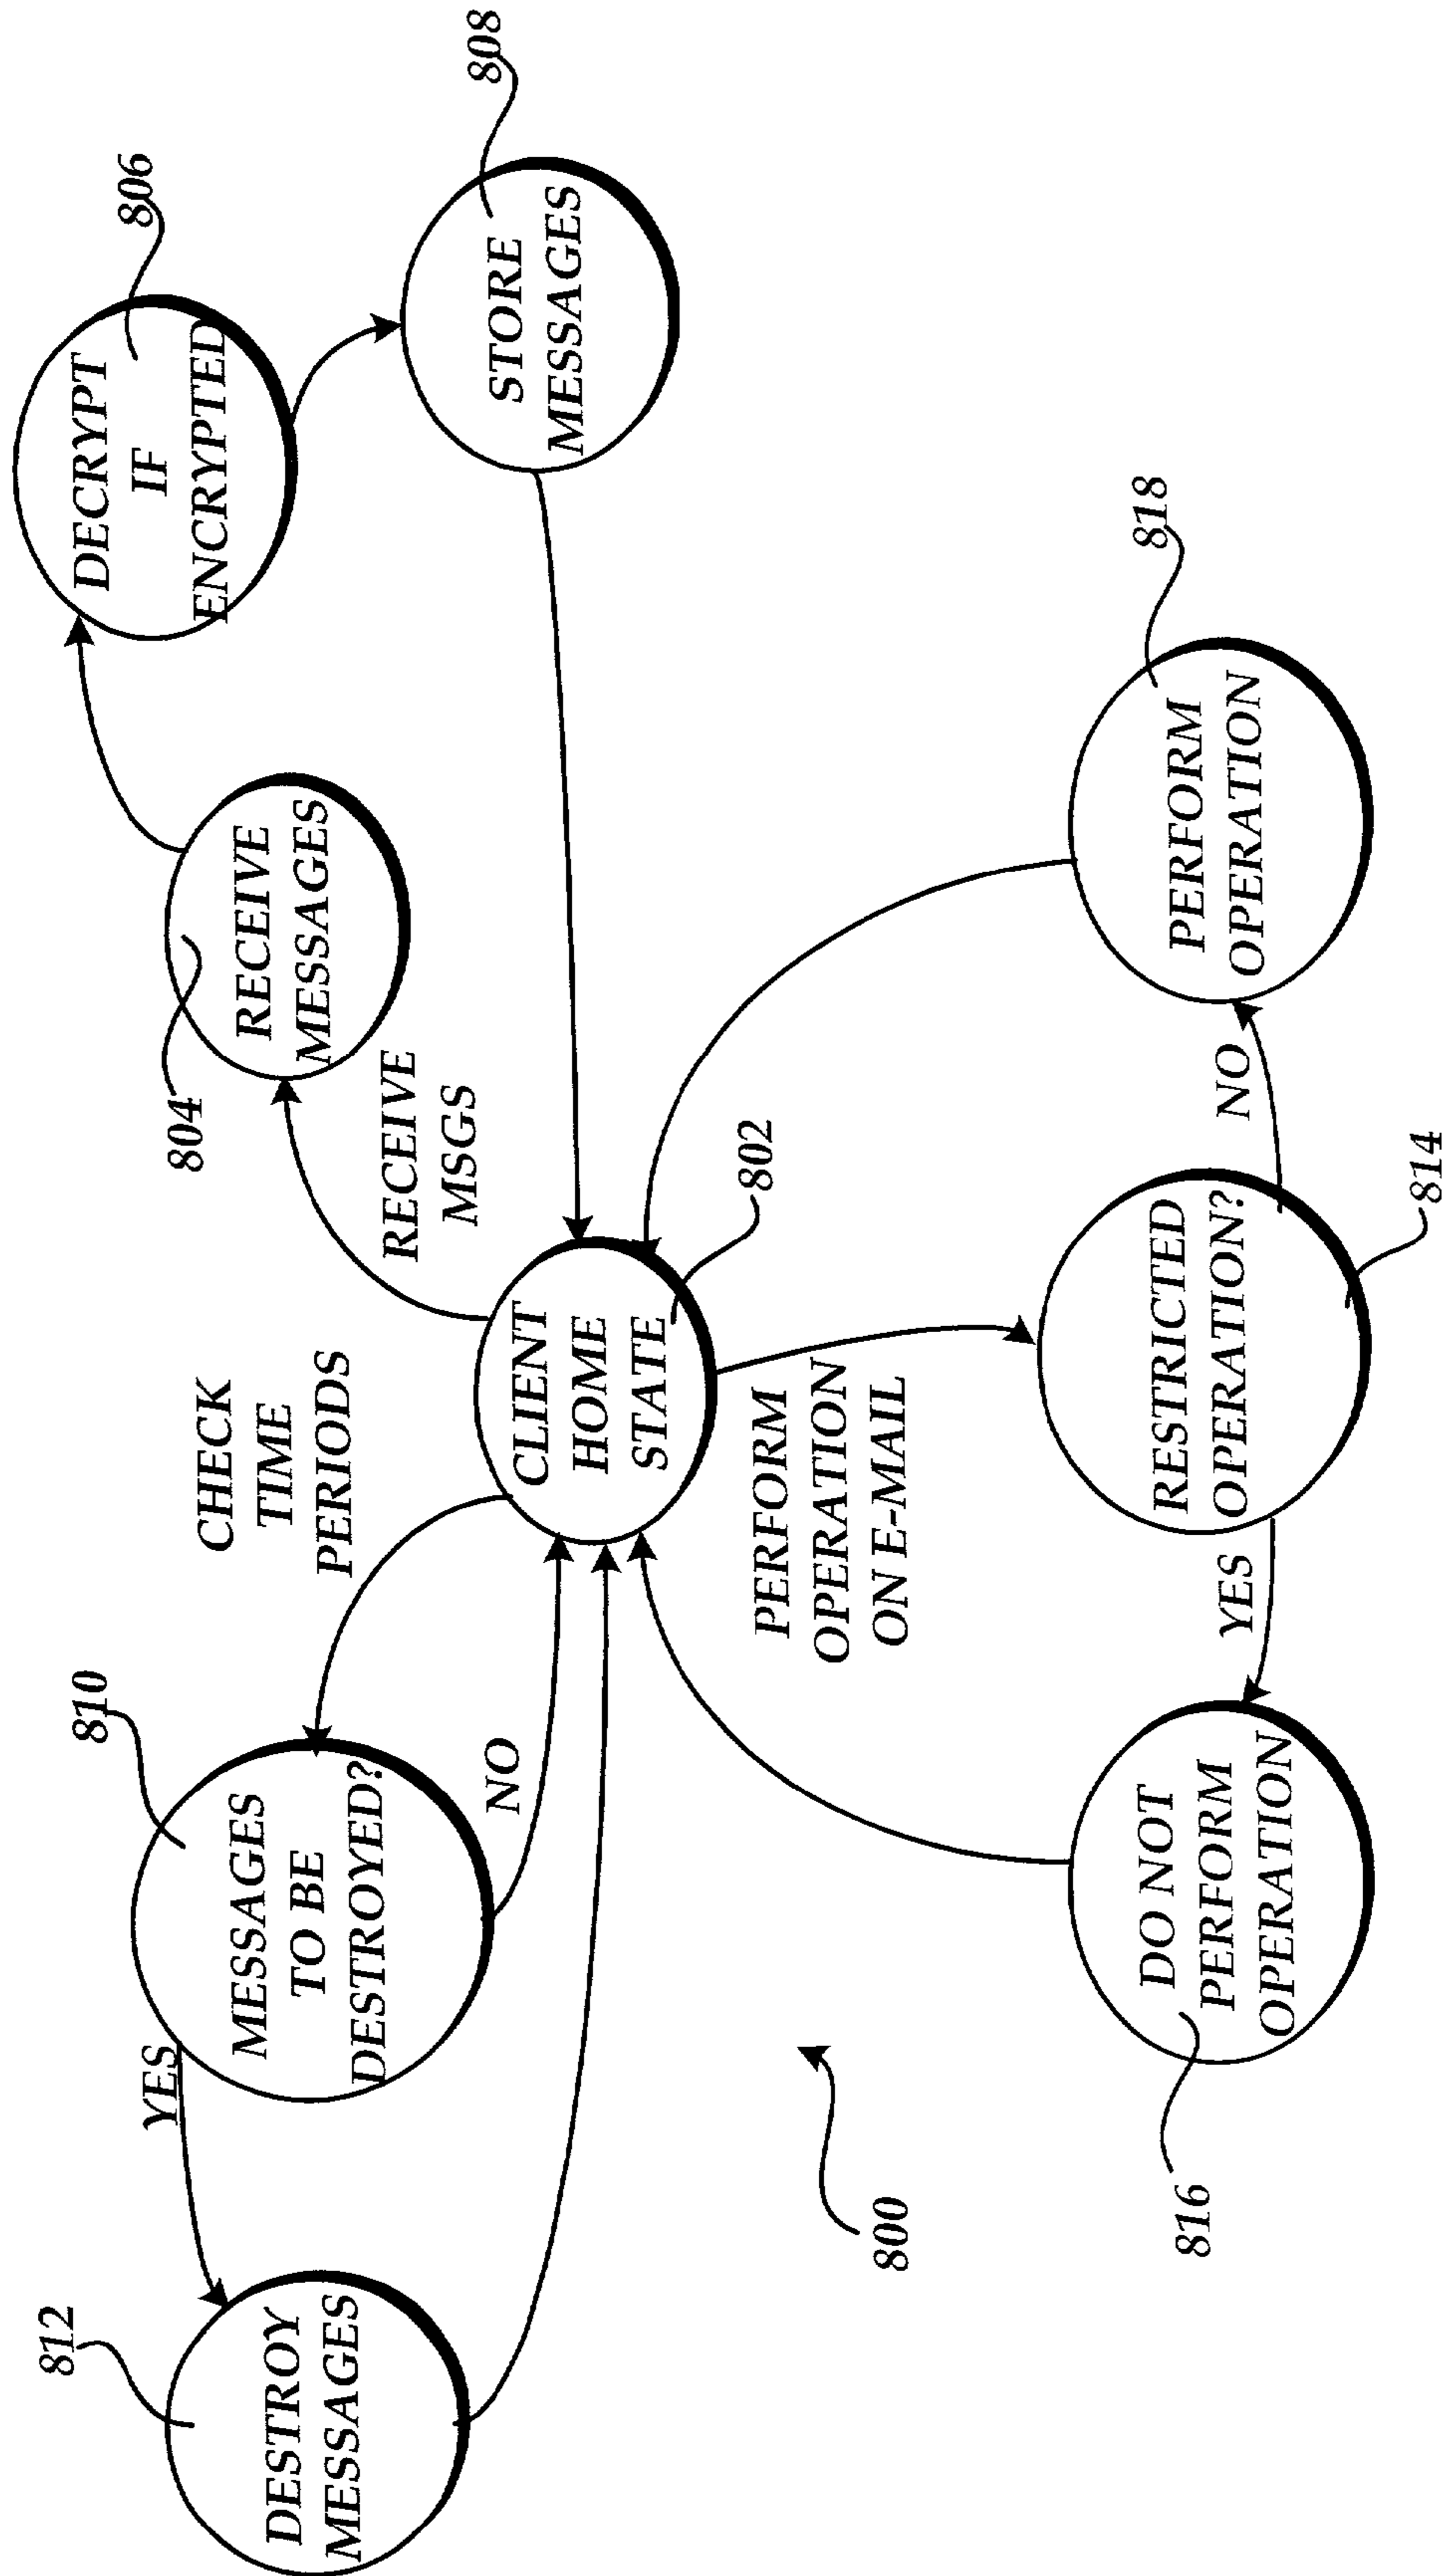 812
DESTROY
MESSAGES
YES
810
MESSAGES
TO BE
DESTROYED?
NO
CHECK
TIME
PERIODS
CLIENT
HOME
STATE
802
RECEIVE
MSGS
804
RECEIVE
MESSAGES
806
DECRYPT
IF
ENCRYPTED
808
STORE
MESSAGES
PERFORM
OPERATION
ON E-MAIL
800
816
DO NOT
PERFORM
OPERATION
YES
RESTRICTED
OPERATION?
814
NO
818
PERFORM
OPERATION